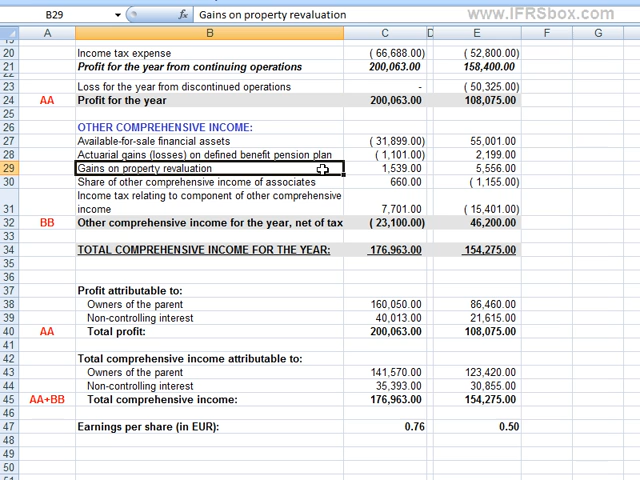 B29 fx Gains on property revaluation www.IFRSbox.com
A B C D E F G
20 Income tax expense ( 66,688.00) ( 52,800.00)
21 Profit for the year from continuing operations 200,063.00 158,400.00
22
23 Loss for the year from discontinued operations - ( 50,325.00)
24 AA Profit for the year 200,063.00 108,075.00
25
26 OTHER COMPREHENSIVE INCOME:
27 Available-for-sale financial assets ( 31,899.00) 55,001.00
28 Actuarial gains (losses) on defined benefit pension plan ( 1,101.00) 2,199.00
29 Gains on property revaluation 1,539.00 5,556.00
30 Share of other comprehensive income of associates 660.00 ( 1,155.00)
Income tax relating to component of other comprehensive
31 income 7,701.00 ( 15,401.00)
32 BB Other comprehensive income for the year, net of tax ( 23,100.00) 46,200.00
33
34 TOTAL COMPREHENSIVE INCOME FOR THE YEAR: 176,963.00 154,275.00
35
36
37 Profit attributable to:
38 Owners of the parent 160,050.00 86,460.00
39 Non-controlling interest 40,013.00 21,615.00
40 AA Total profit: 200,063.00 108,075.00
41
42 Total comprehensive income attributable to:
43 Owners of the parent 141,570.00 123,420.00
44 Non-controlling interest 35,393.00 30,855.00
45 AA+BB Total comprehensive income: 176,963.00 154,275.00
46
47 Earnings per share (in EUR): 0.76 0.50
48
49
50